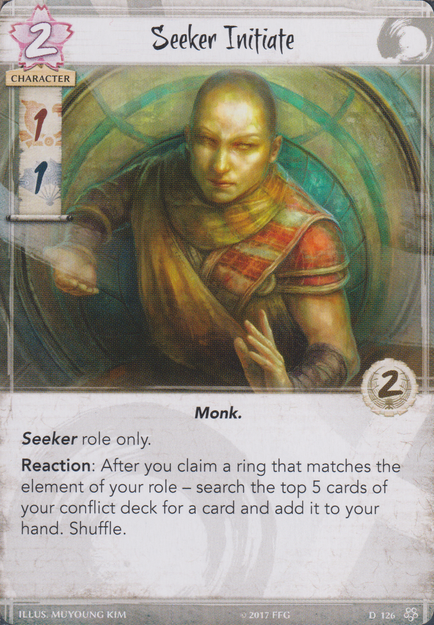 2
Seeker Initiate
CHARACTER
1
1
2
Monk.
Seeker role only.
Reaction: After you claim a ring that matches the
element of your role – search the top 5 cards of
your conflict deck for a card and add it to your
hand. Shuffle.
ILLUS. MUYOUNG KIM © 2017 FFG D 126